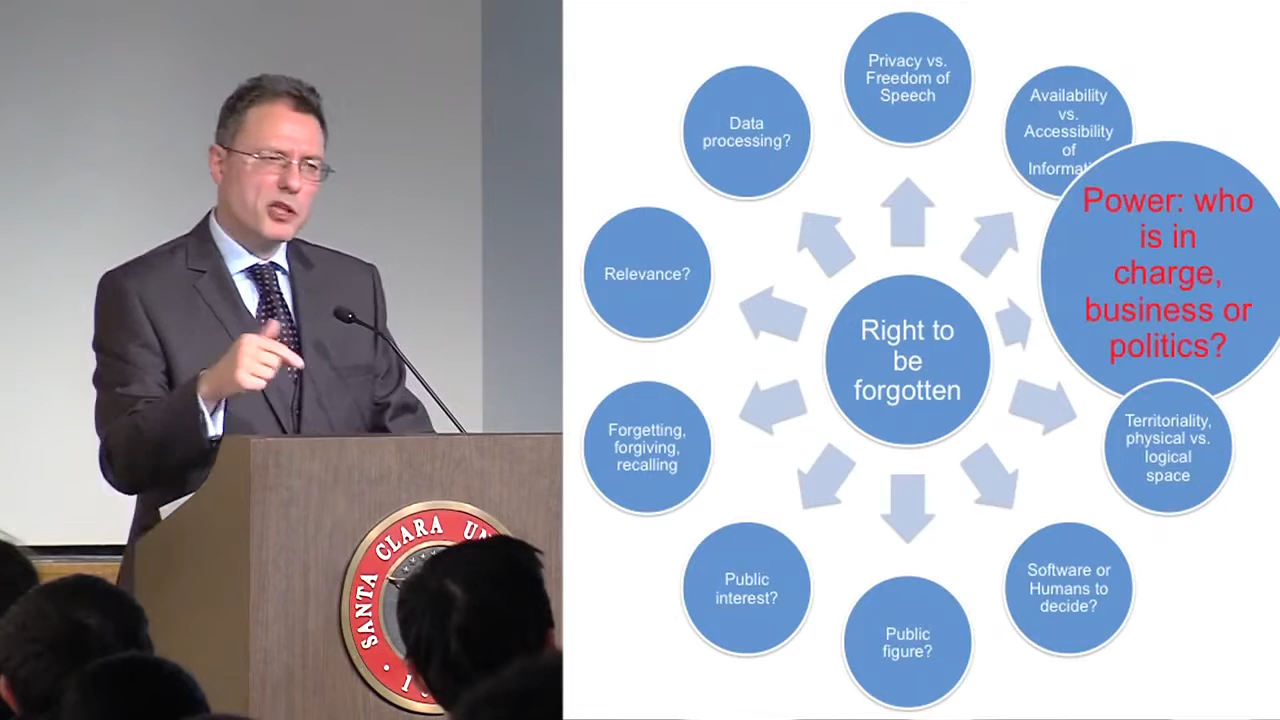 SANTA CLARA UN
Privacy vs.
Freedom of
Speech
Availability
vs.
Accessibility
of
Power: who
is in
charge,
business or
politics?
Territoriality,
physical vs.
logical
space
Software or
Humans to
decide?
Public
figure?
Public
interest?
Forgetting,
forgiving,
recalling
Relevance?
Data
processing?
Right to
be
forgotten